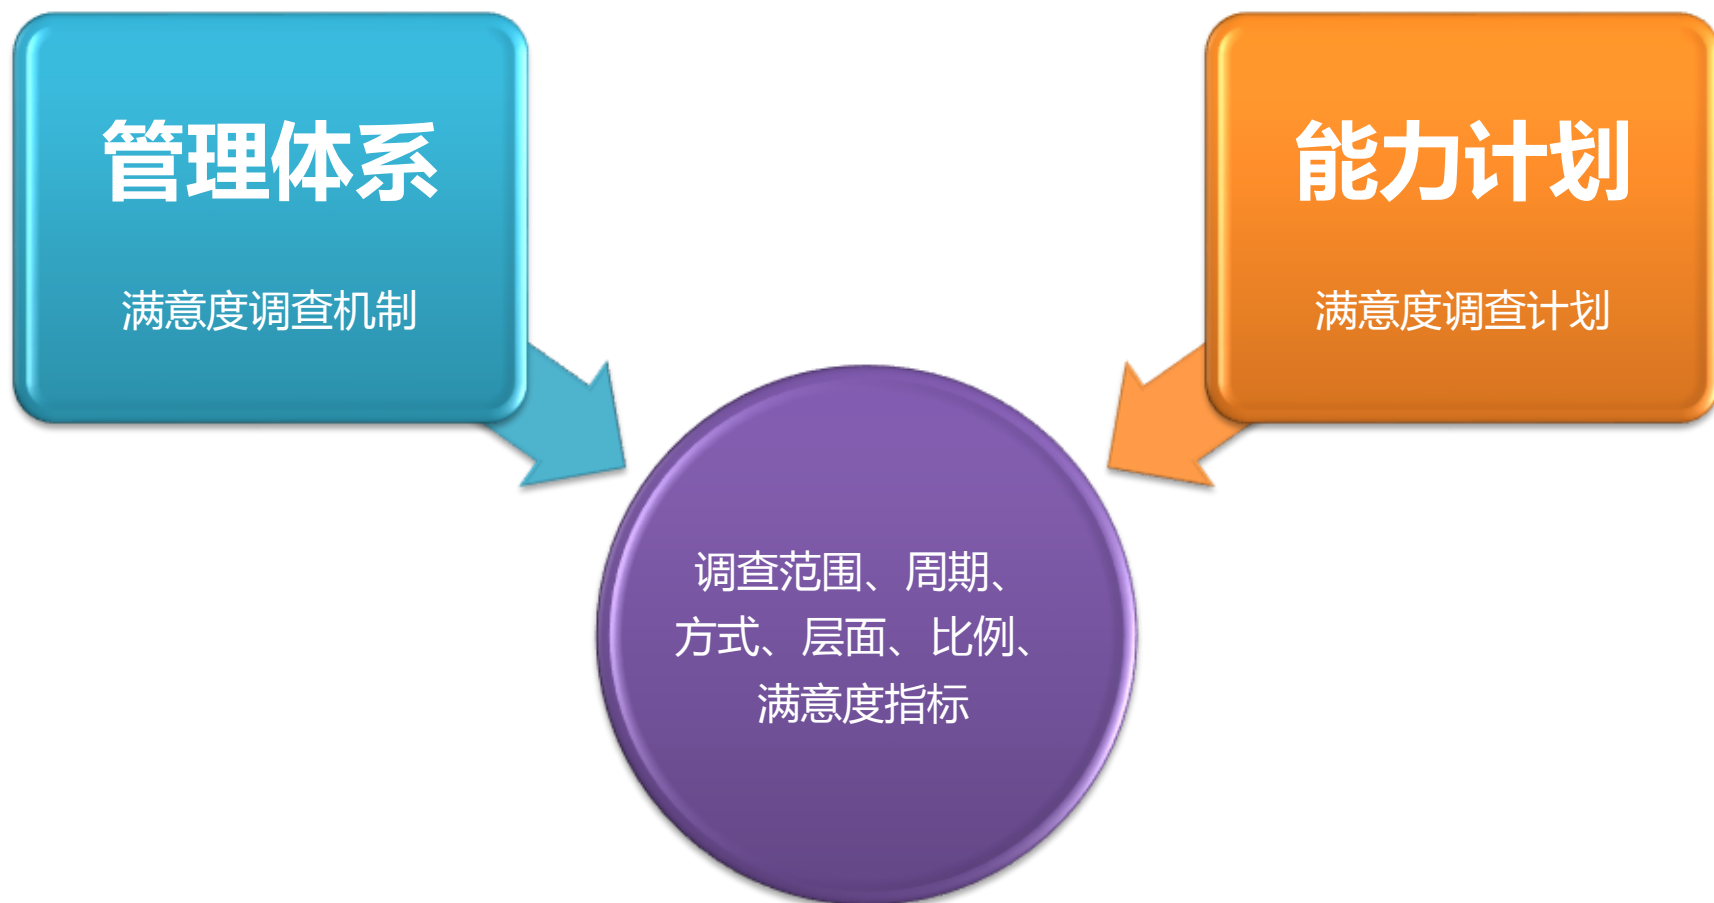 管理体系
满意度调查机制
能力计划
满意度调查计划
调查范围、周期、
方式、层面、比例、
满意度指标